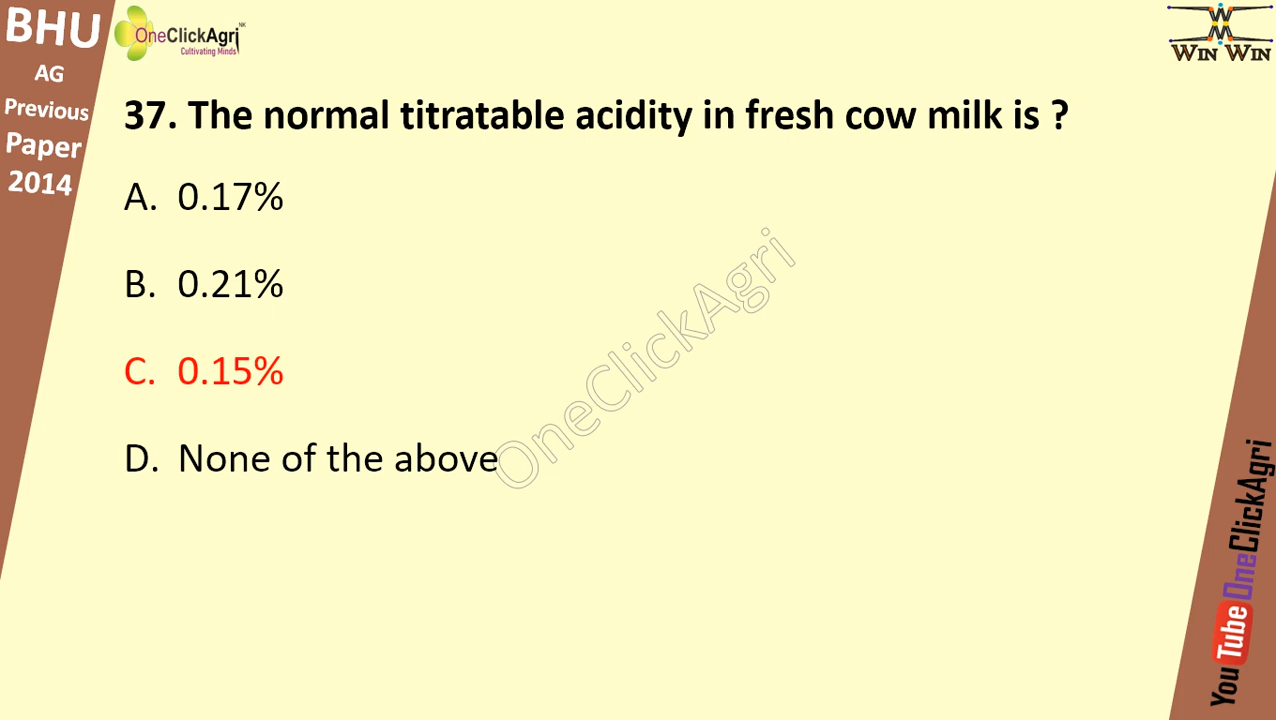 BHU
AG
Previous
Paper
2014
OneClickAgri
NK
Cultivating Minds
WIN WIN
37. The normal titratable acidity in fresh cow milk is ?
A. 0.17%
B. 0.21%
C. 0.15%
D. None of the above
OneClickAgri
YouTube OneClickAgri